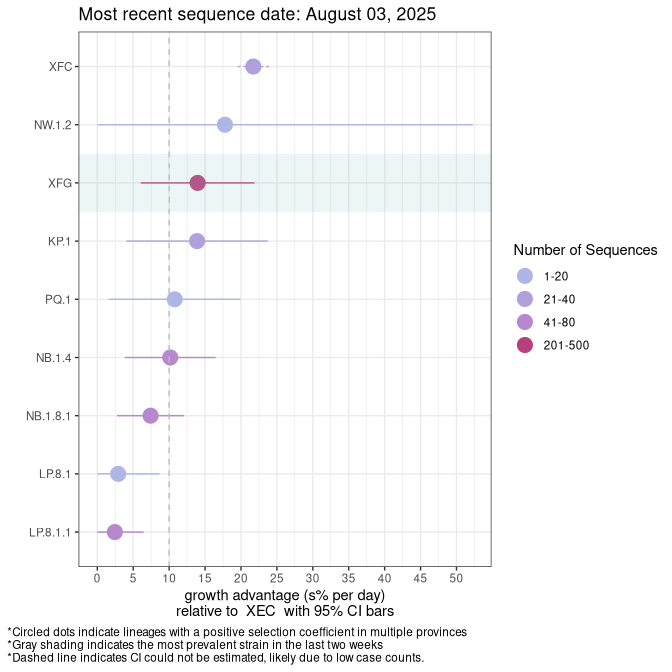 Most recent sequence date: August 03, 2025
XFC
NW.1.2
XFG
KP.1
PQ.1
NB.1.4
NB.1.8.1
LP.8.1
LP.8.1.1
0 5 10 15 20 25 30 35 40 45 50
growth advantage (s% per day)
relative to XEC with 95% CI bars
Number of Sequences
1-20
21-40
41-80
201-500
*Circled dots indicate lineages with a positive selection coefficient in multiple provinces
*Gray shading indicates the most prevalent strain in the last two weeks
*Dashed line indicates CI could not be estimated, likely due to low case counts.